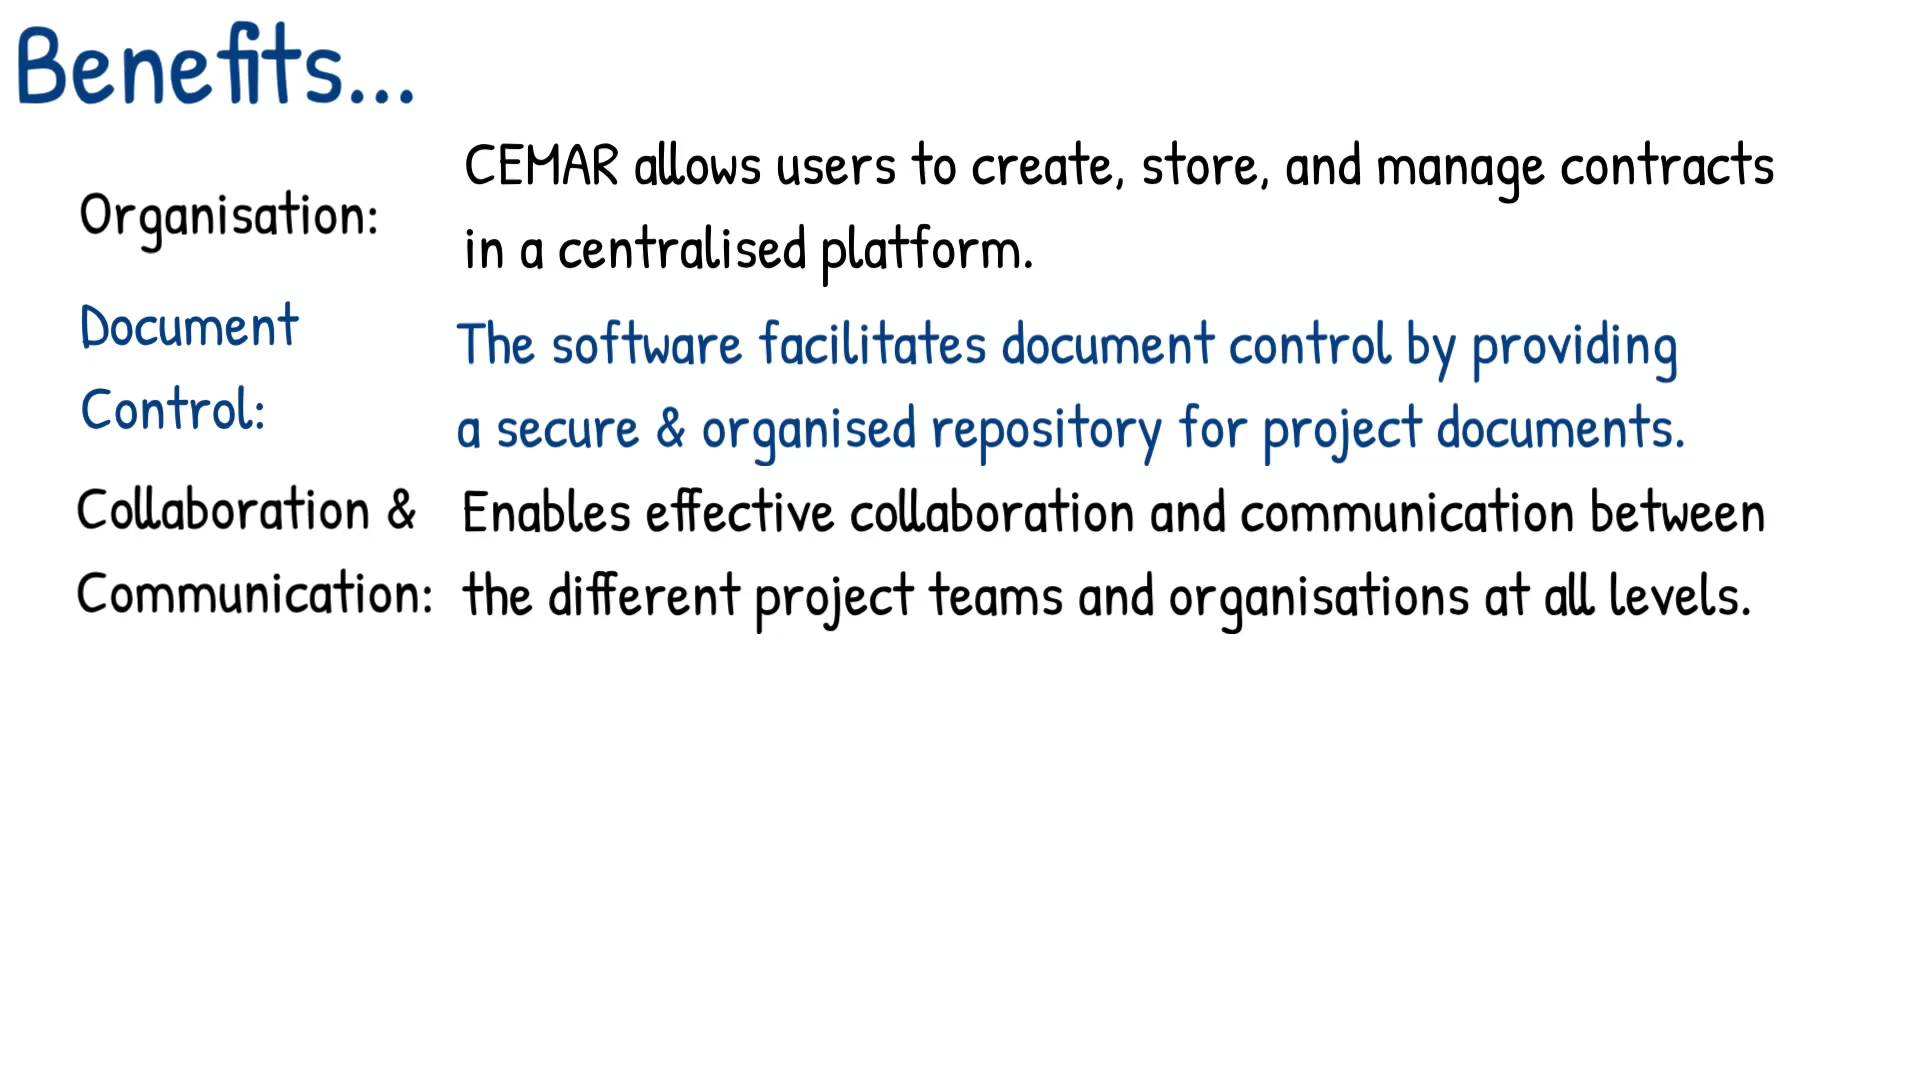 Benefits...
Organisation:
CEMAR allows users to create, store, and manage contracts
in a centralised platform.
Document
Control:
The software facilitates document control by providing
a secure & organised repository for project documents.
Collaboration &
Communication:
Enables effective collaboration and communication between
the different project teams and organisations at all levels.